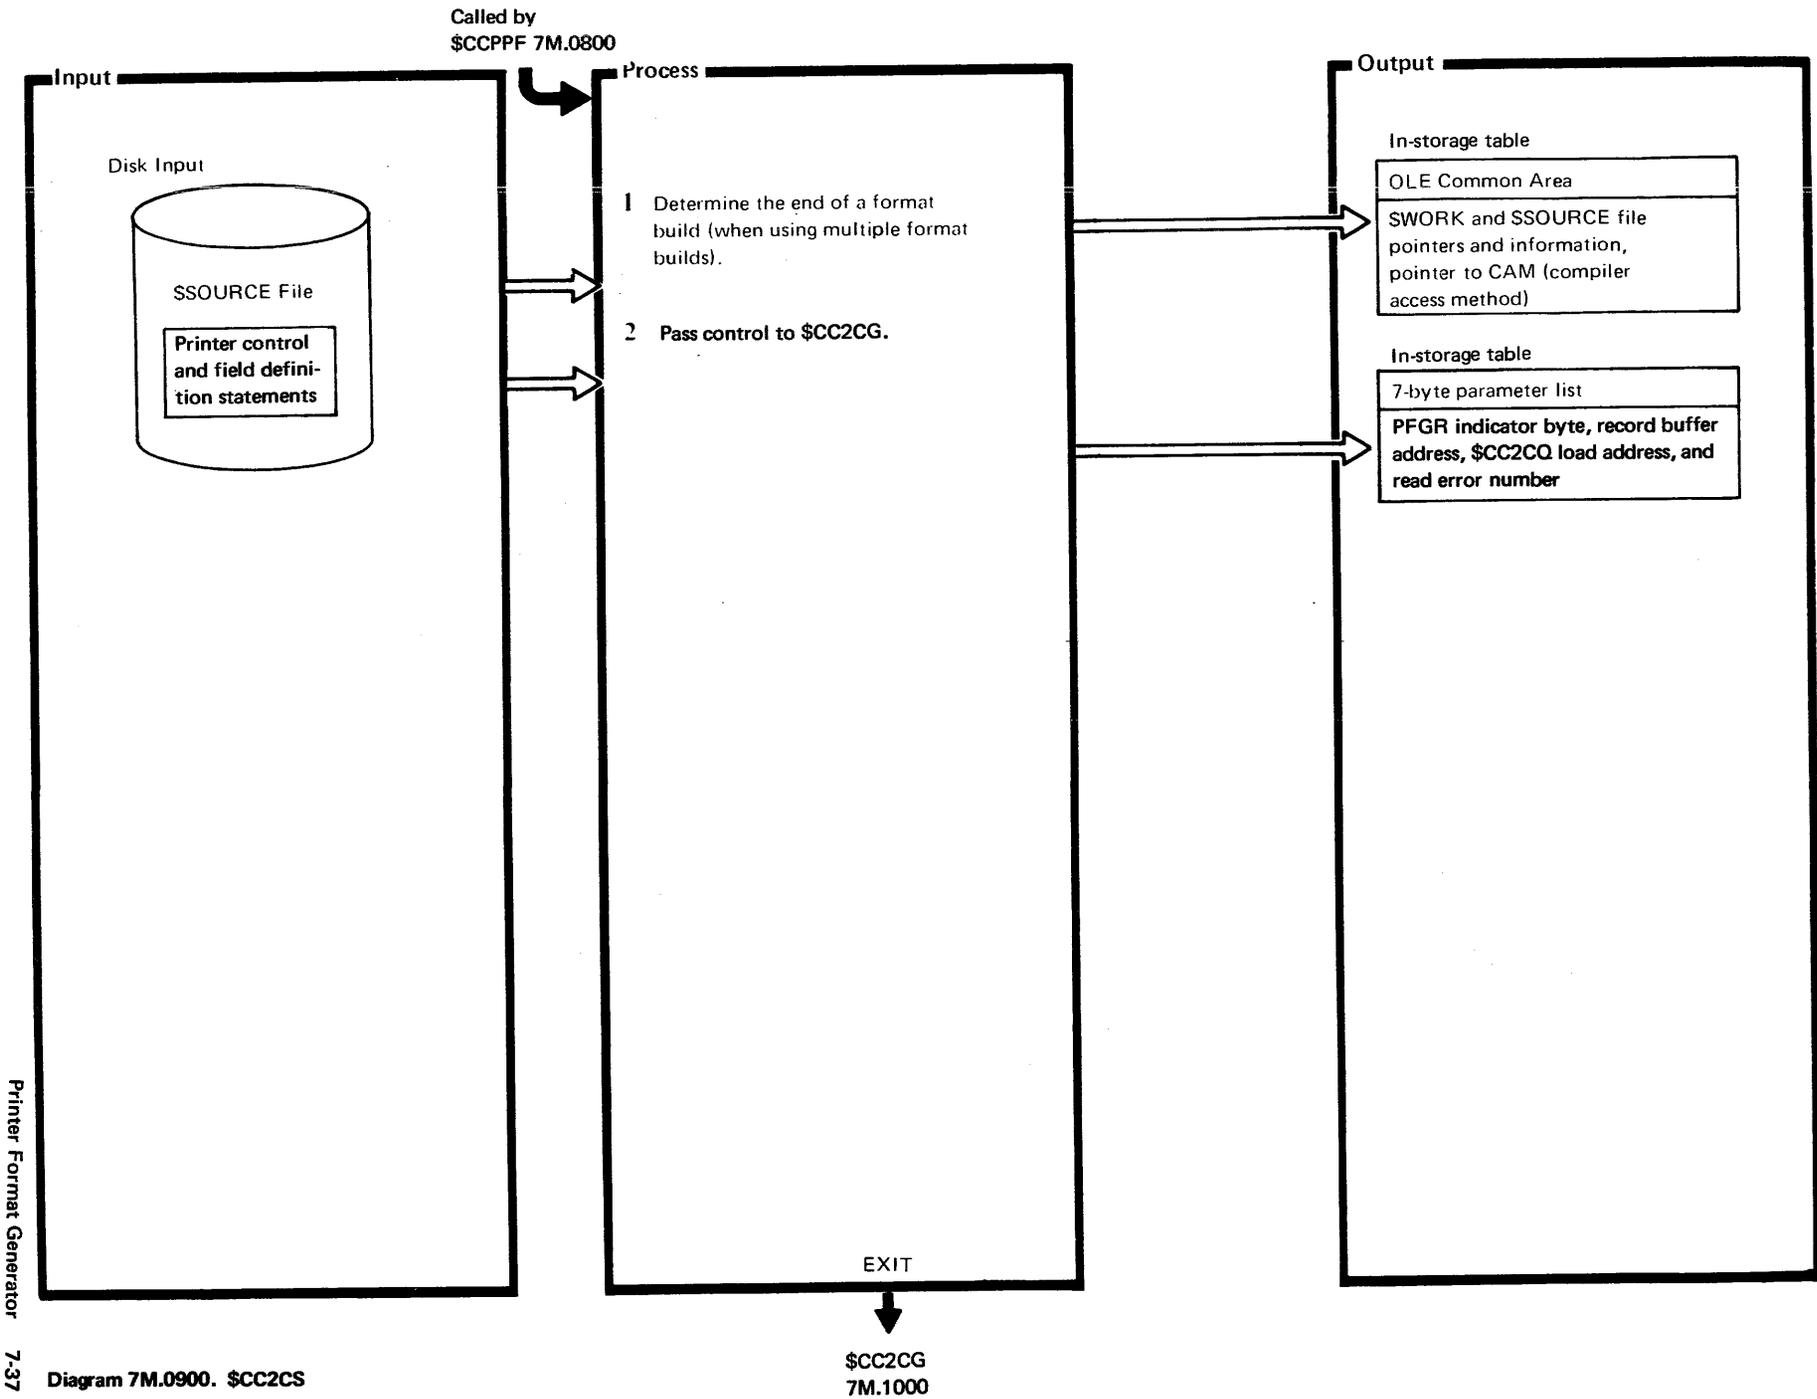 Called by
$CCPPF 7M.0800
Input
Disk Input
$SOURCE File
Printer control
and field defini-
tion statements
Process
1 Determine the end of a format
build (when using multiple format
builds).
2 Pass control to $CC2CG.
EXIT
$CC2CG
7M.1000
Output
In-storage table
OLE Common Area
$WORK and $SOURCE file
pointers and information,
pointer to CAM (compiler
access method)
In-storage table
7-byte parameter list
PFGR indicator byte, record buffer
address, $CC2CQ load address, and
read error number
Printer Format Generator 7-37
Diagram 7M.0900. $CC2CS